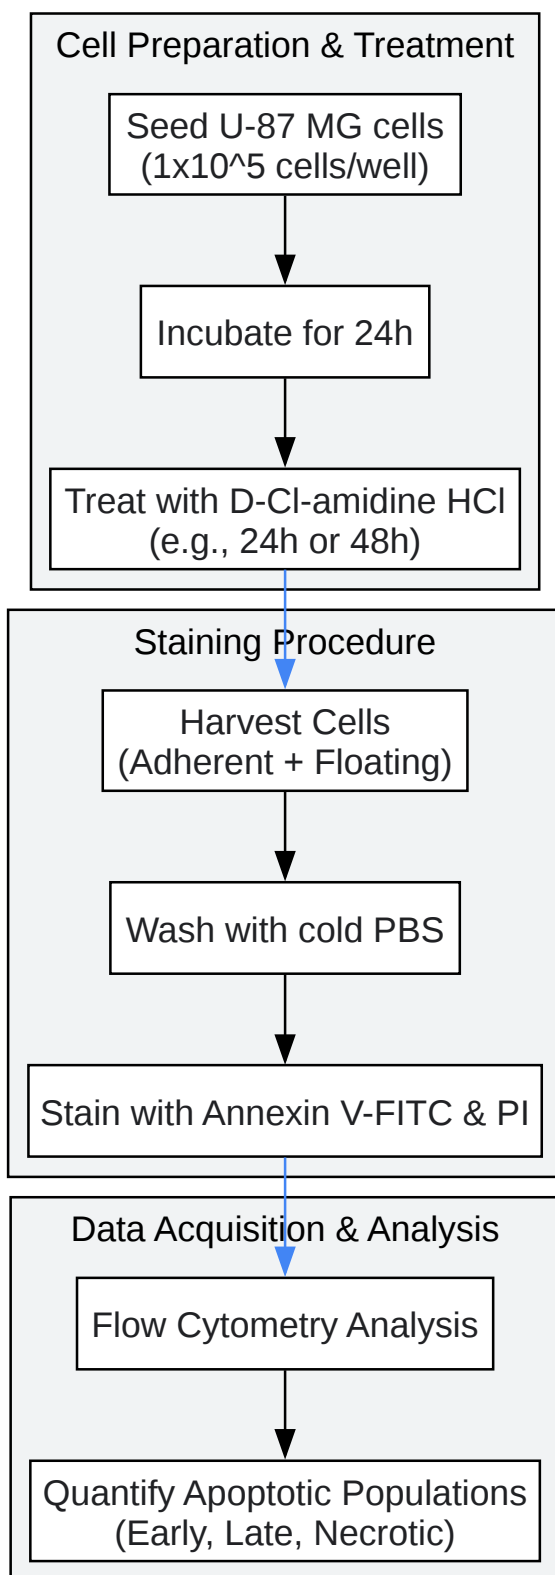 Cell Preparation & Treatment
Seed U-87 MG cells
(1x10^5 cells/well)
Incubate for 24h
Treat with D-Cl-amidine HCl
(e.g., 24h or 48h)
Staining Procedure
Harvest Cells
(Adherent + Floating)
Wash with cold PBS
Stain with Annexin V-FITC & PI
Data Acquisition & Analysis
Flow Cytometry Analysis
Quantify Apoptotic Populations
(Early, Late, Necrotic)